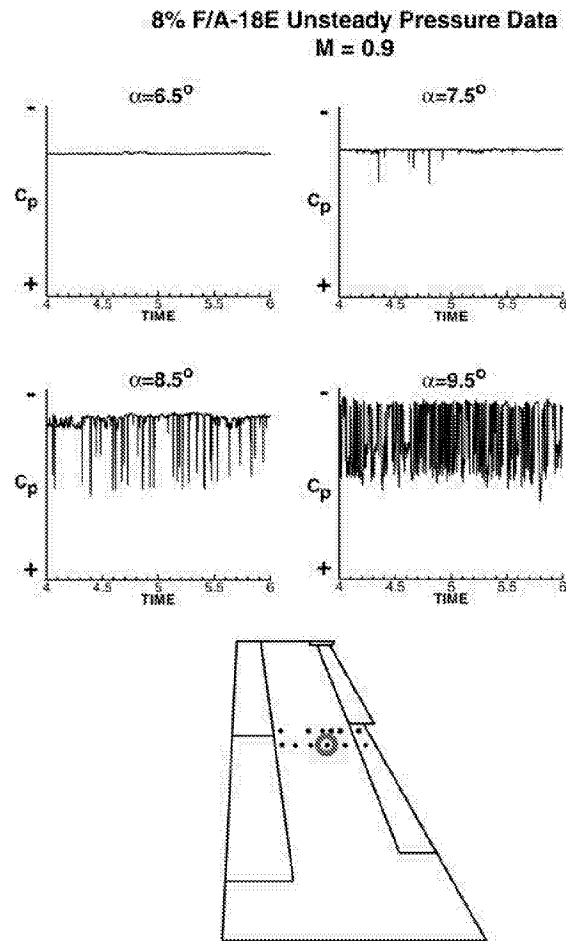 8% F/A-18E Unsteady Pressure Data
M = 0.9
α=6.5°
-
Cp
+
4 4.5 5 5.5 6
TIME
α=7.5°
-
Cp
+
4 4.5 5 5.5 6
TIME
α=8.5°
-
Cp
+
4 4.5 5 5.5 6
TIME
α=9.5°
-
Cp
+
4 4.5 5 5.5 6
TIME